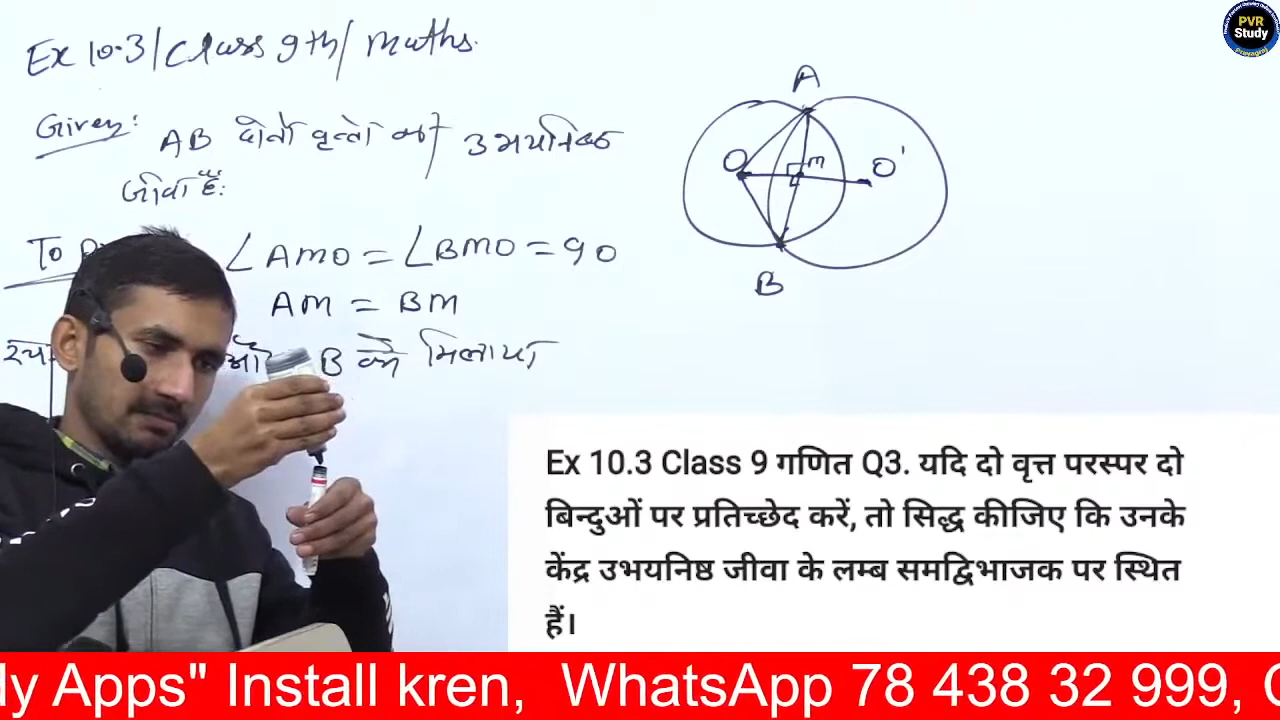 Ex 10.3/Class 9th/Maths.
Given: AB दोनो वृत्तो की उभयनिष्ठ
जीवा है:
To
∠AMO = ∠BMO = 90
AM = BM
B को मिलाया
A
O
M
O'
B
PVR
Study
Ex 10.3 Class 9 गणित Q3. यदि दो वृत्त परस्पर दो
बिन्दुओं पर प्रतिच्छेद करें, तो सिद्ध कीजिए कि उनके
केंद्र उभयनिष्ठ जीवा के लम्ब समद्विभाजक पर स्थित
हैं।
dy Apps" Install kren, WhatsApp 78 438 32 999,